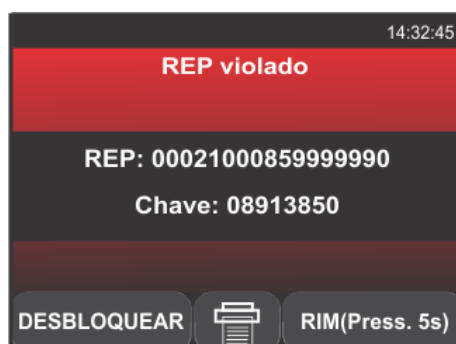 14:32:45
REP violado
REP: 00021000859999990
Chave: 08913850
DESBLOQUEAR RIM(Press. 5s)